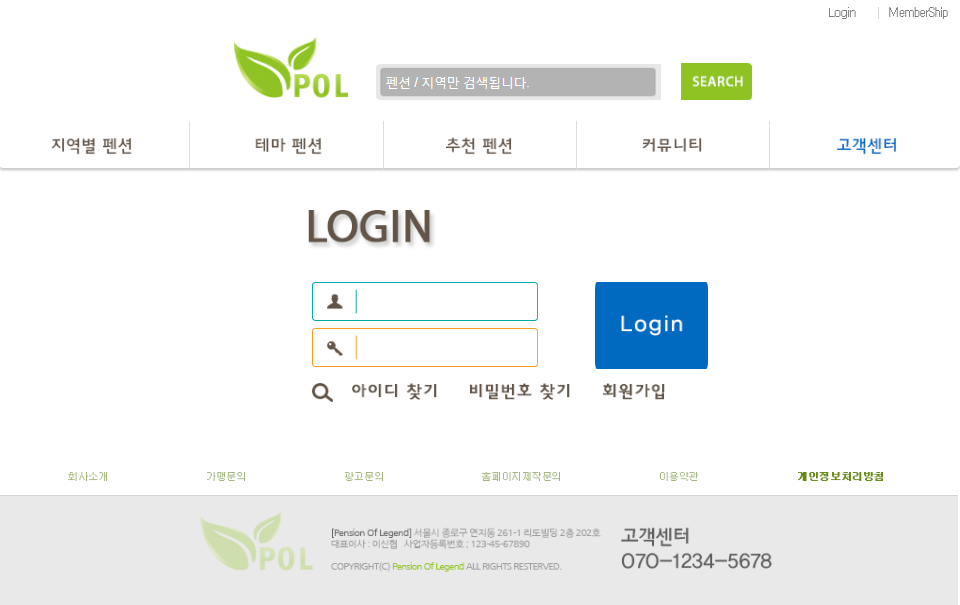 Login | MemberShip
POL
펜션 / 지역만 검색됩니다.
SEARCH
지역별 펜션 테마 펜션 추천 펜션 커뮤니티 고객센터
LOGIN
Login
아이디 찾기 비밀번호 찾기 회원가입
회사소개 가맹문의 광고문의 홈페이지제작문의 이용약관 개인정보처리방침
POL
[Pension Of Legend] 서울시 종로구 연지동 261-1 리도빌딩 2층 202호
대표이사 : 이신협 사업자등록번호 ; 123-45-67890
COPYRIGHT(C) Pension Of Legend ALL RIGHTS RESTERVED.
고객센터
070-1234-5678